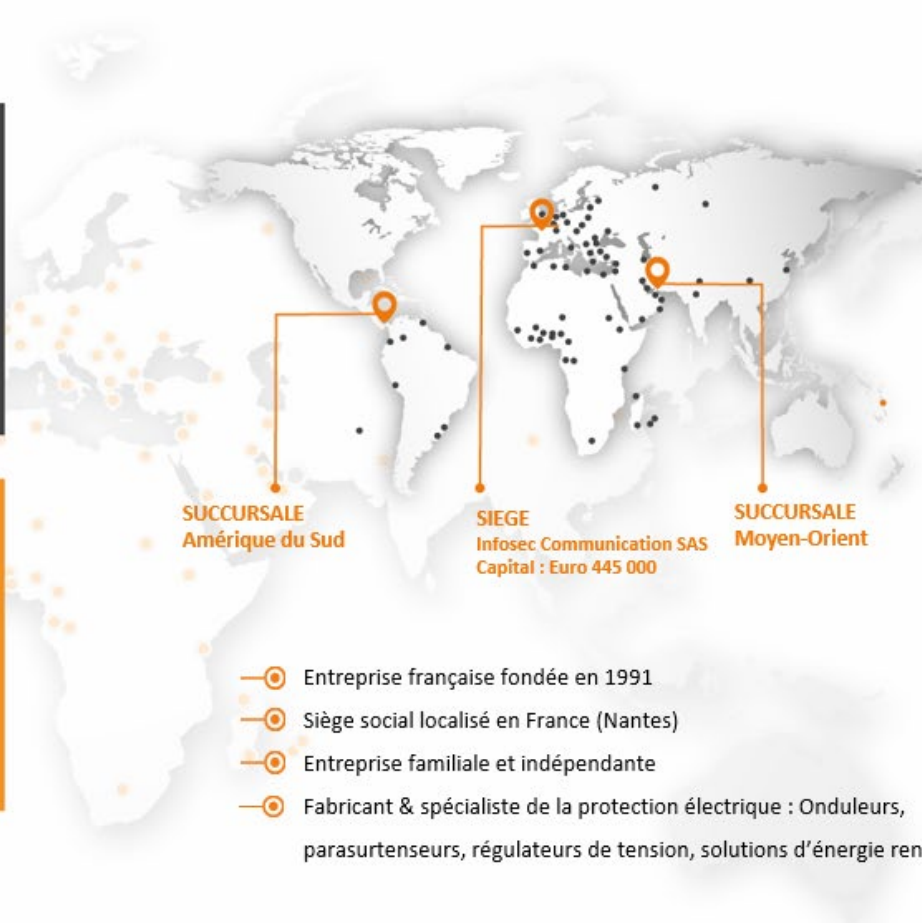 SUCCURSALE
Amérique du Sud
SIEGE
Infosec Communication SAS
Capital : Euro 445 000
SUCCURSALE
Moyen-Orient
Entreprise française fondée en 1991
Siège social localisé en France (Nantes)
Entreprise familiale et indépendante
Fabricant & spécialiste de la protection électrique : Onduleurs,
parasurtenseurs, régulateurs de tension, solutions d’énergie ren